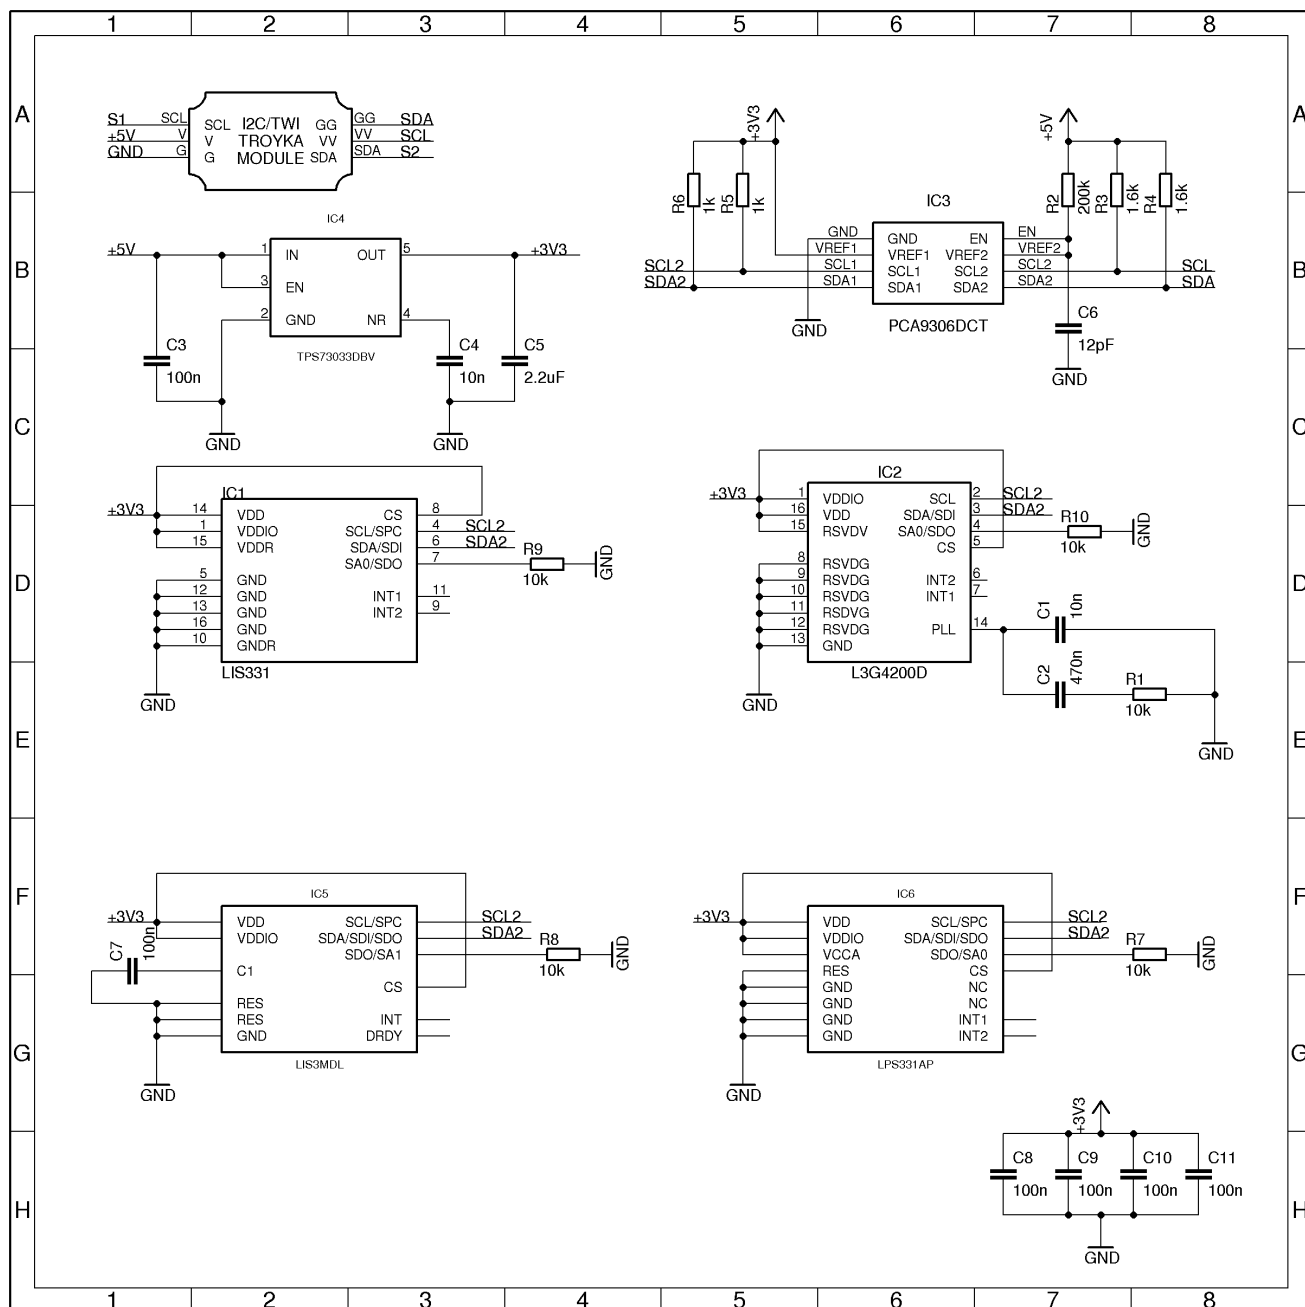 1 2 3 4 5 6 7 8
A A
S1 SCL SCL I2C/TWI GG GG SDA
+5V V V TROYKA VV VV SCL
GND G G MODULE SDA SDA S2
+3V3
+5V
R6 1k
R5 1k
R2 200k
R3 1.6k
R4 1.6k
B B
IC4
+5V 1 IN OUT 5 +3V3
3 EN
2 GND NR 4
TPS73033DBV
C3
100n
C4
10n
C5
2.2uF
GND
GND
IC3
GND GND EN EN
VREF1 VREF1 VREF2 VREF2
SCL2 SCL1 SCL1 SCL2 SCL2 SCL
SDA2 SDA1 SDA1 SDA2 SDA2 SDA
GND
PCA9306DCT
C6
12pF
GND
C C
IC1
+3V3 14 VDD CS 8
1 VDDIO SCL/SPC 4 SCL2
15 VDDR SDA/SDI 6 SDA2
SA0/SDO 7
R9
10k
GND
5 GND
12 GND INT1 11
13 GND INT2 9
16 GND
10 GNDR
LIS331
GND
D D
IC2
+3V3 1 VDDIO SCL 2 SCL2
16 VDD SDA/SDI 3 SDA2
15 RSVDV SA0/SDO 4
CS 5
R10
10k
GND
8 RSVDG
9 RSVDG INT2 6
10 RSVDG INT1 7
11 RSDVG
12 RSVDG PLL 14
13 GND
L3G4200D
GND
C1 10n
C2 470n
R1
10k
GND
E E
F F
IC5
+3V3 VDD SCL/SPC SCL2
VDDIO SDA/SDI/SDO SDA2
SDO/SA1
C7 100n
R8
10k
GND
C1
CS
RES
RES INT
GND DRDY
LIS3MDL
GND
IC6
+3V3 VDD SCL/SPC SCL2
VDDIO SDA/SDI/SDO SDA2
VCCA SDO/SA0
RES CS
GND NC
GND NC
GND INT1
GND INT2
LPS331AP
R7
10k
GND
GND
G G
+3V3
C8
100n
C9
100n
C10
100n
C11
100n
GND
H H
1 2 3 4 5 6 7 8